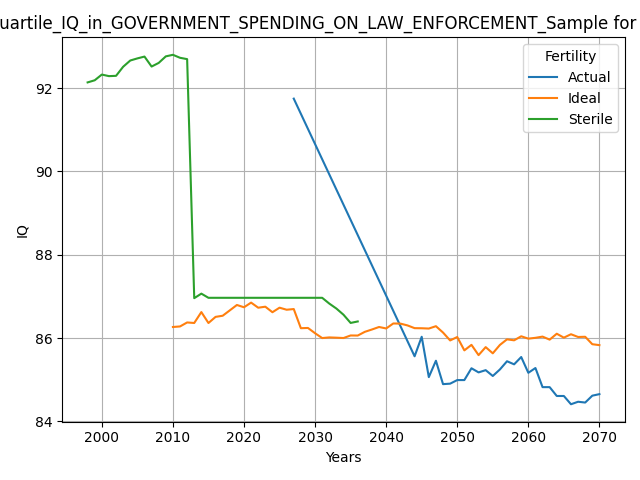 uartile_IQ_in_GOVERNMENT_SPENDING_ON_LAW_ENFORCEMENT_Sample for
Fertility
Actual
Ideal
Sterile
IQ
92
90
88
86
84
2000 2010 2020 2030 2040 2050 2060 2070
Years